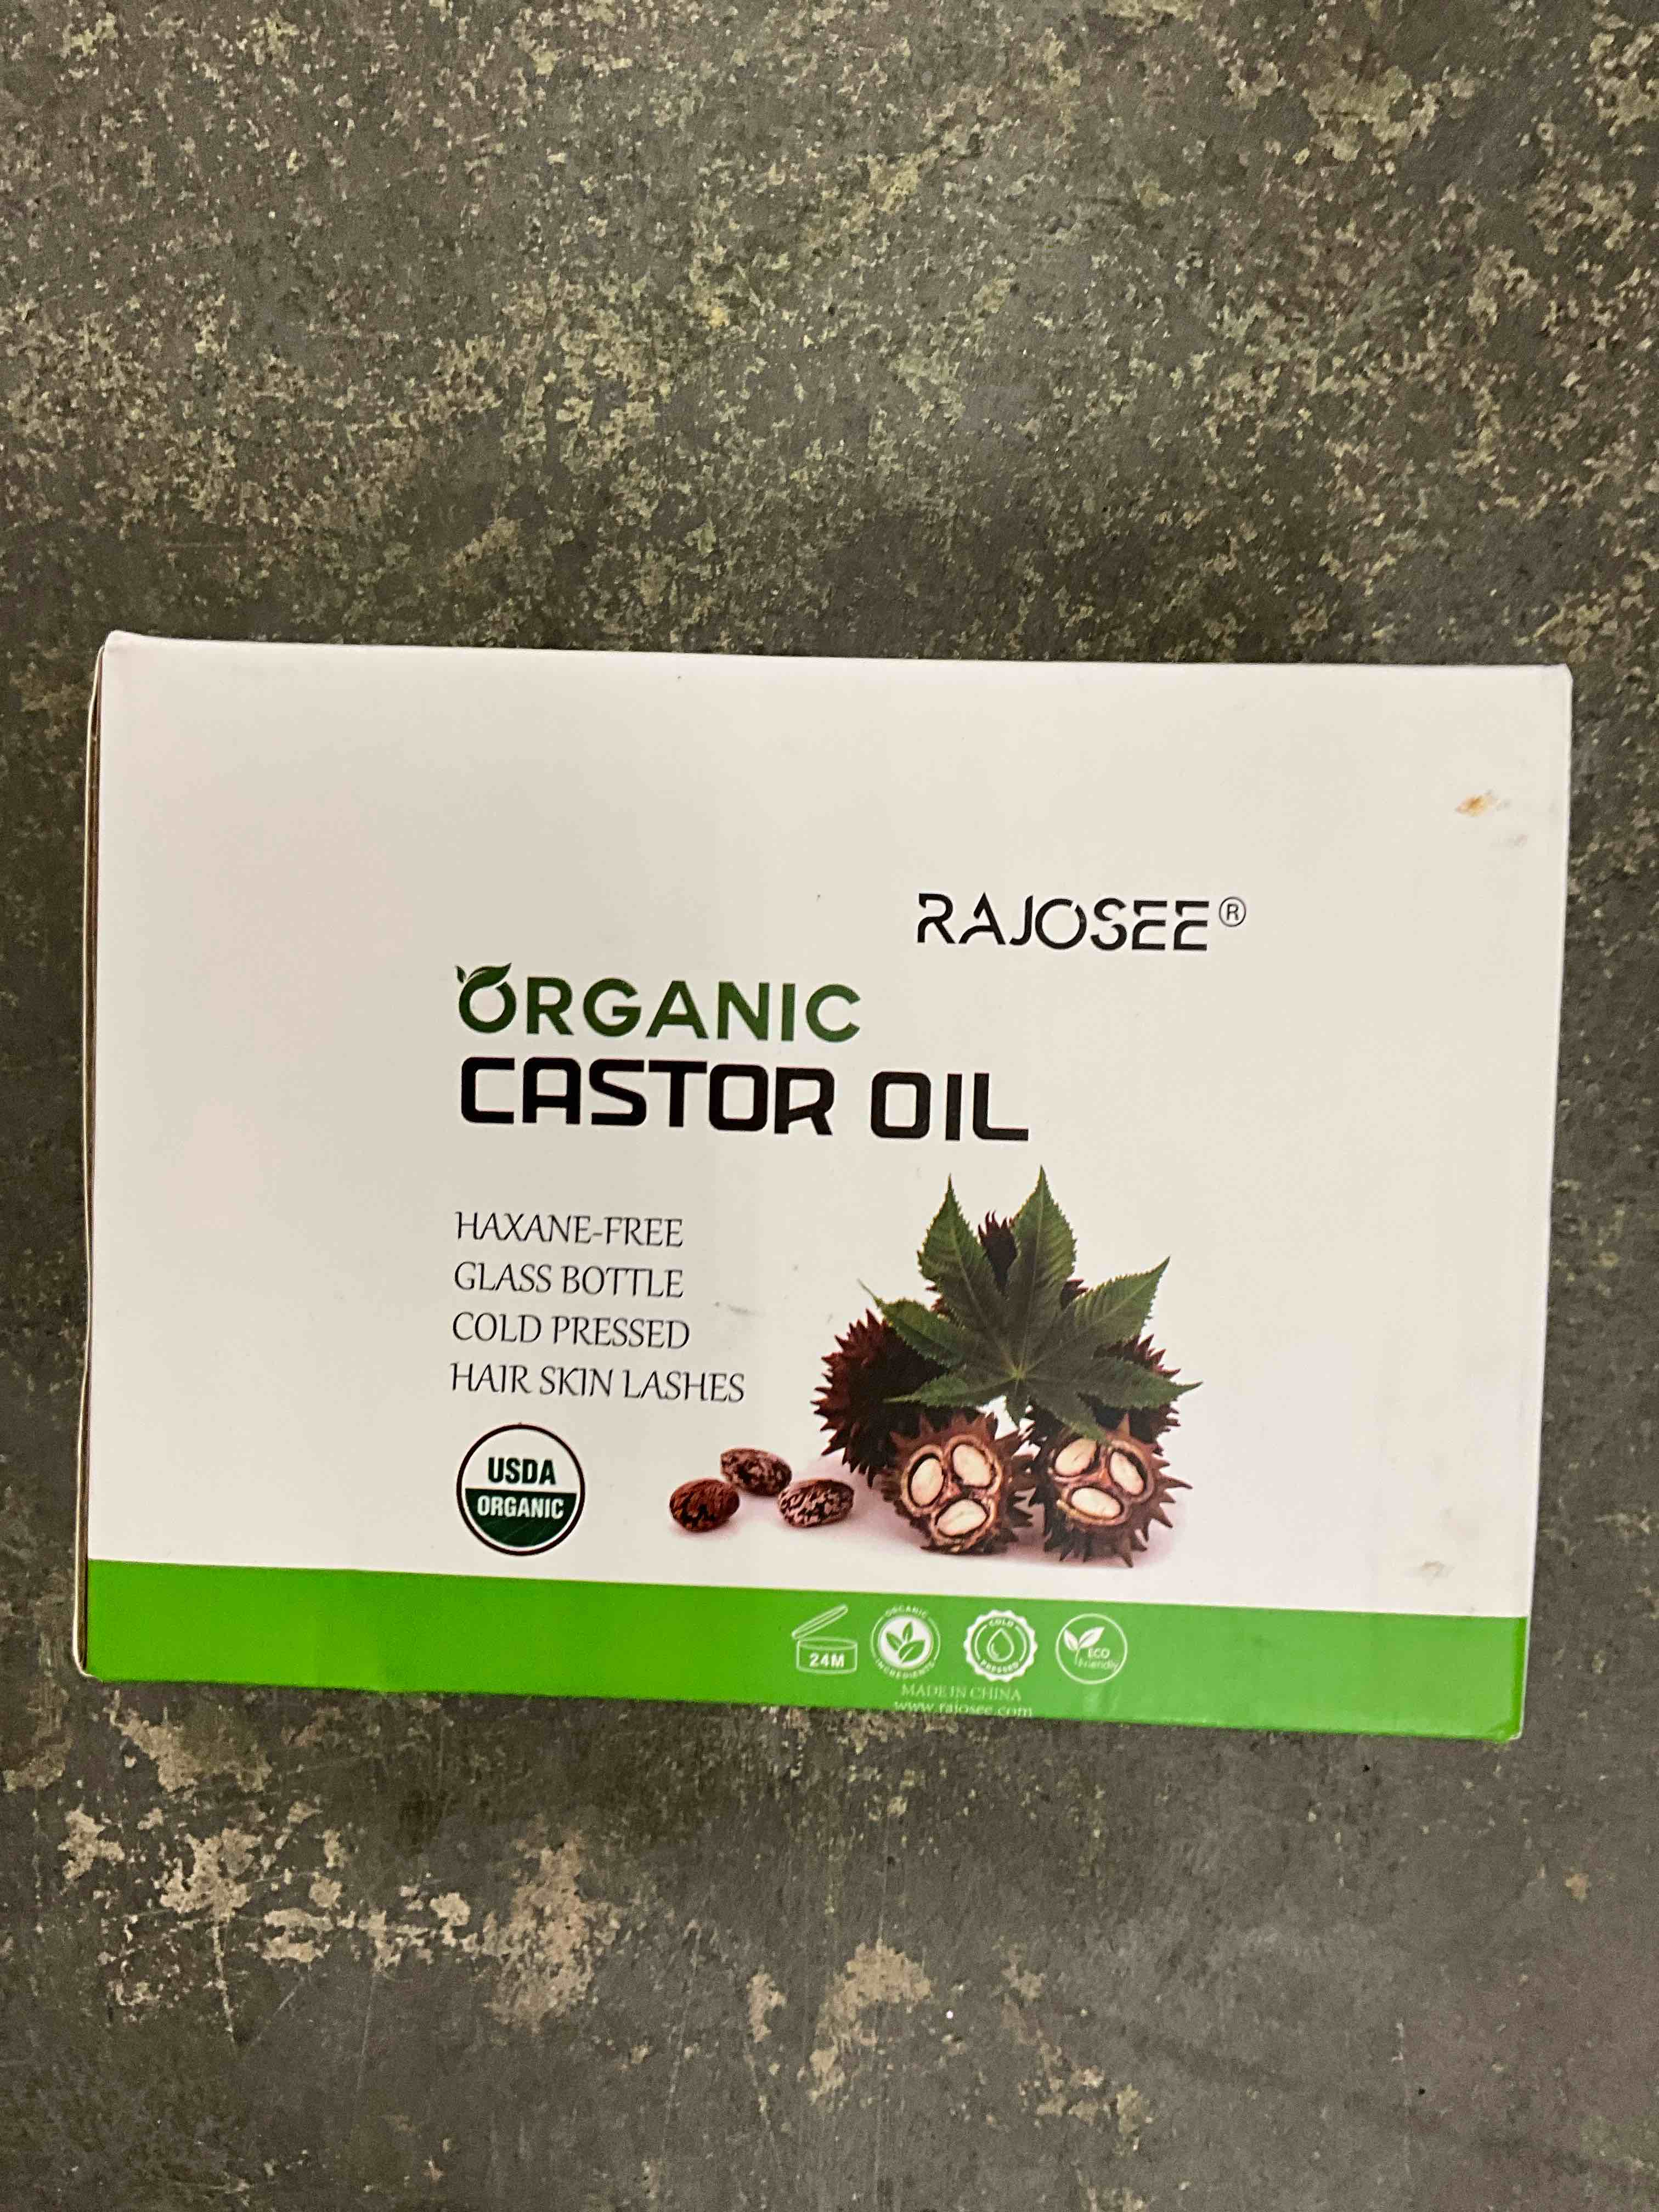 RAJOSEE®
ORGANIC
CASTOR OIL
HAXANE-FREE
GLASS BOTTLE
COLD PRESSED
HAIR SKIN LASHES
USDA
ORGANIC
24M
ORGANIC INGREDIENTS
COLD PRESSED
ECO
friendly
MADE IN CHINA
www.rajosee.com